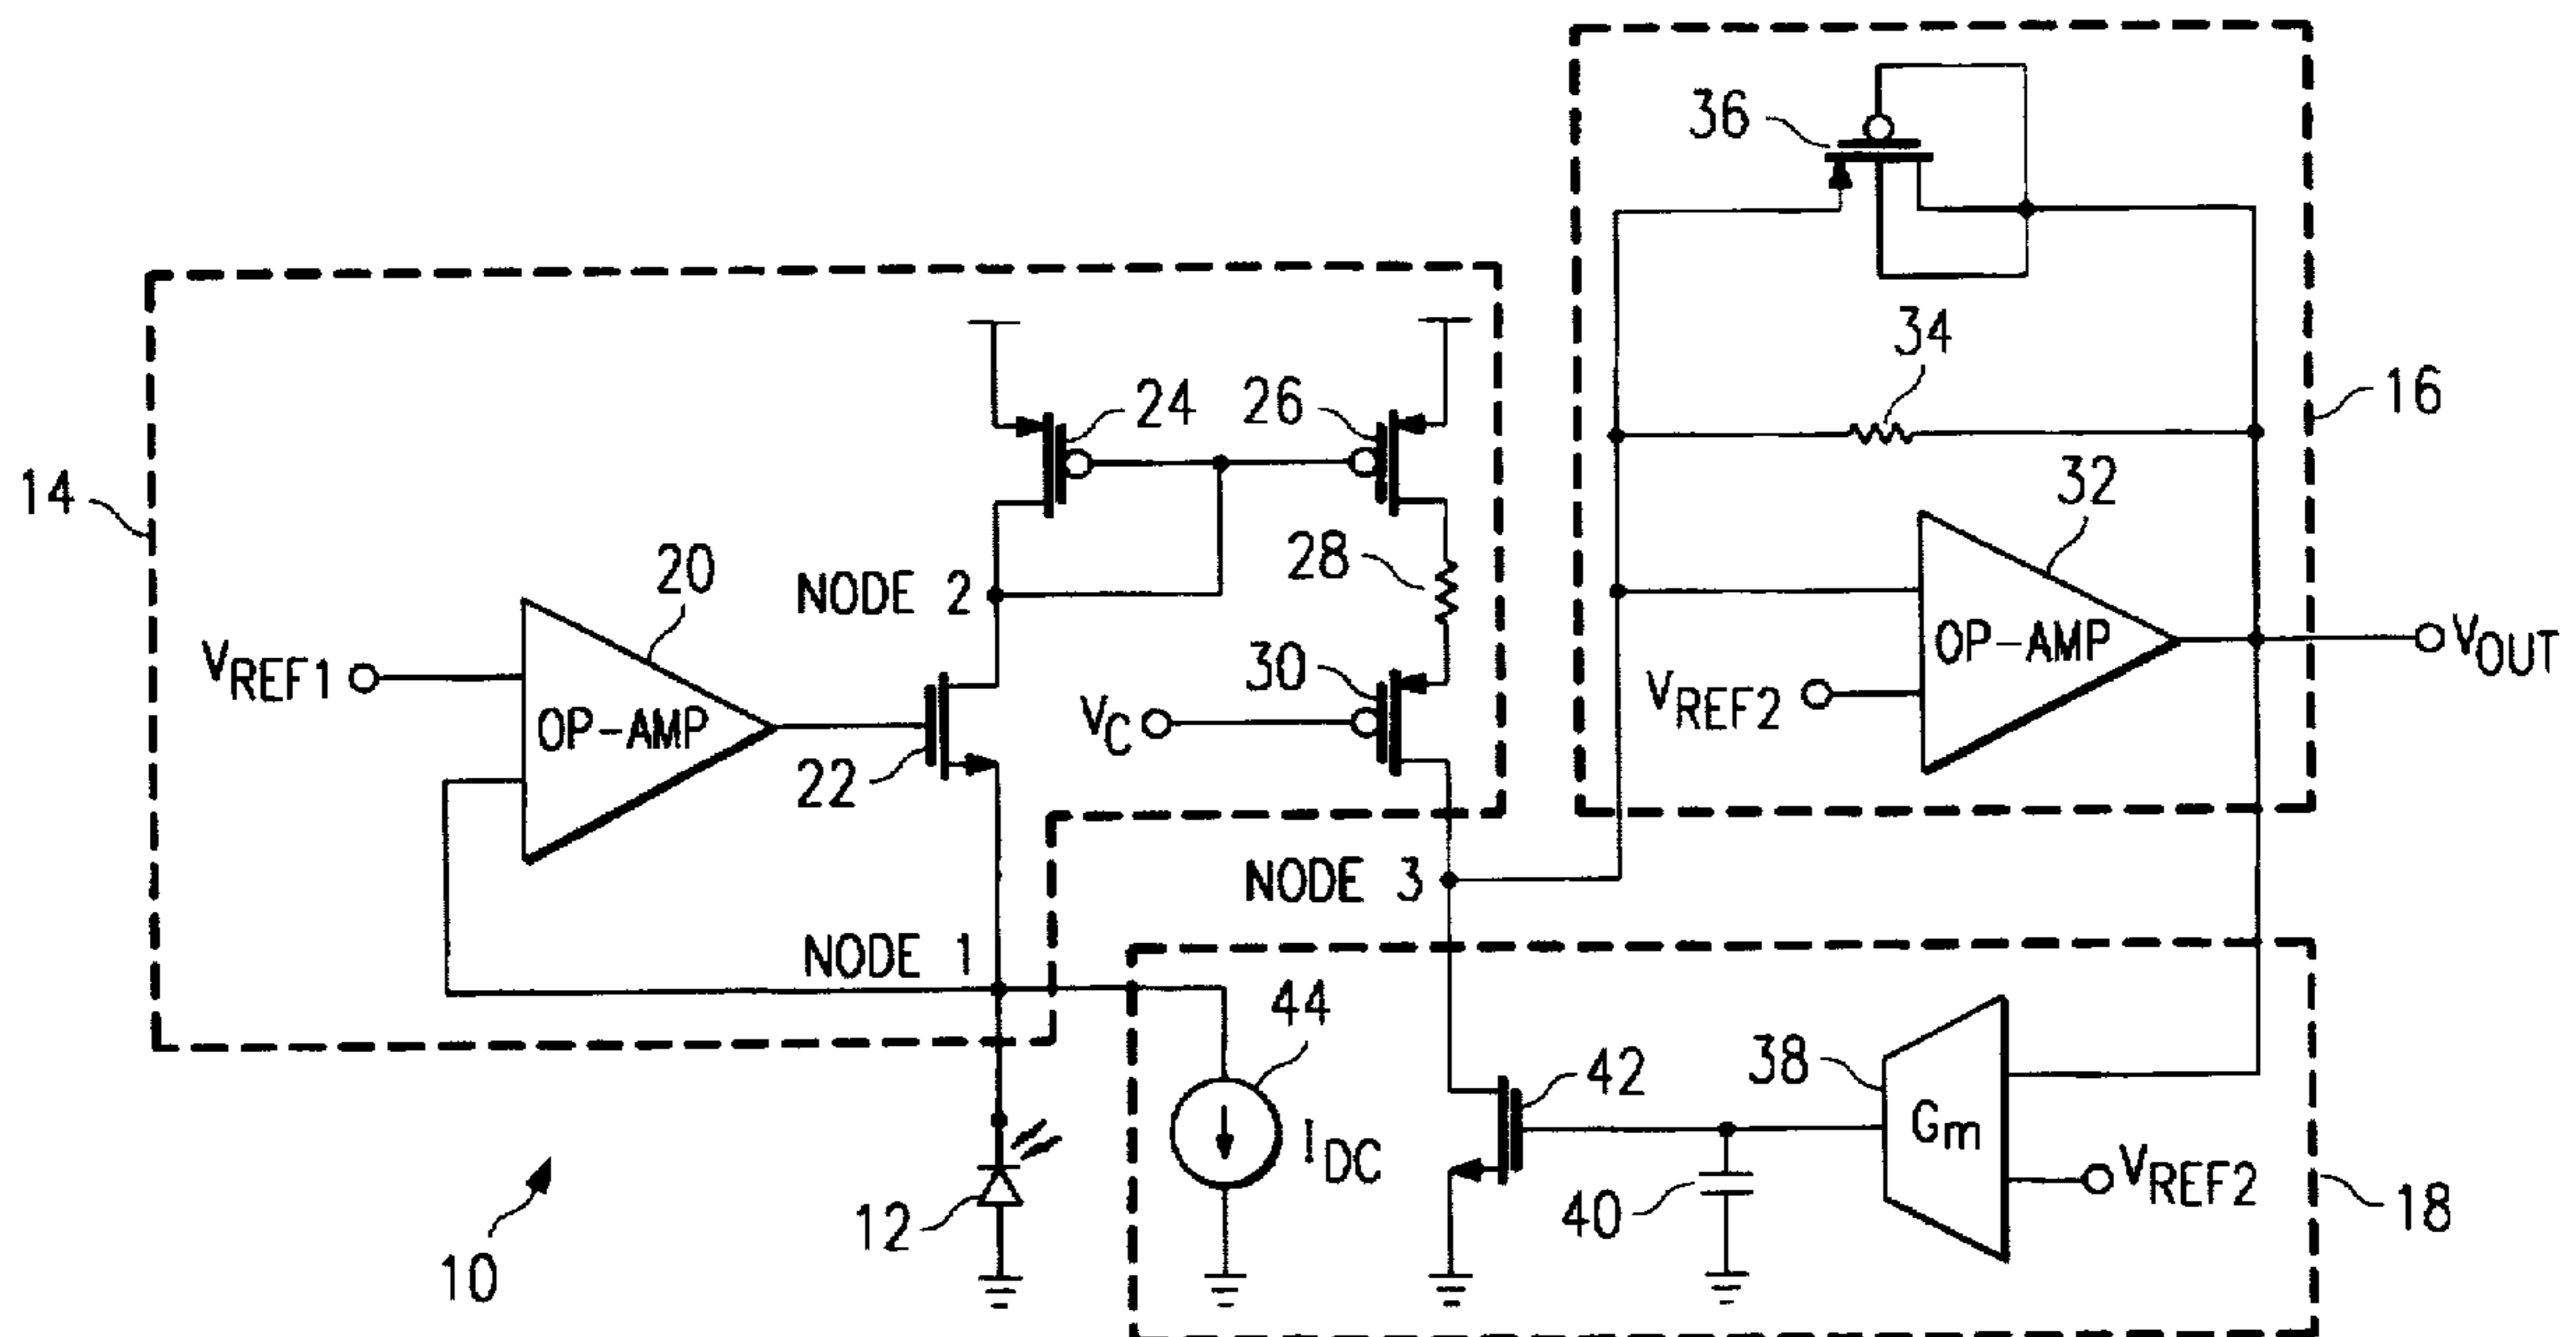 36
34
16
24
26
32
14
28
20
NODE 2
VREF1
OP-AMP
OP-AMP
VOUT
30
VREF2
VC
22
NODE 3
NODE 1
44
42
38
Gm
IDC
VREF2
40
12
18
10